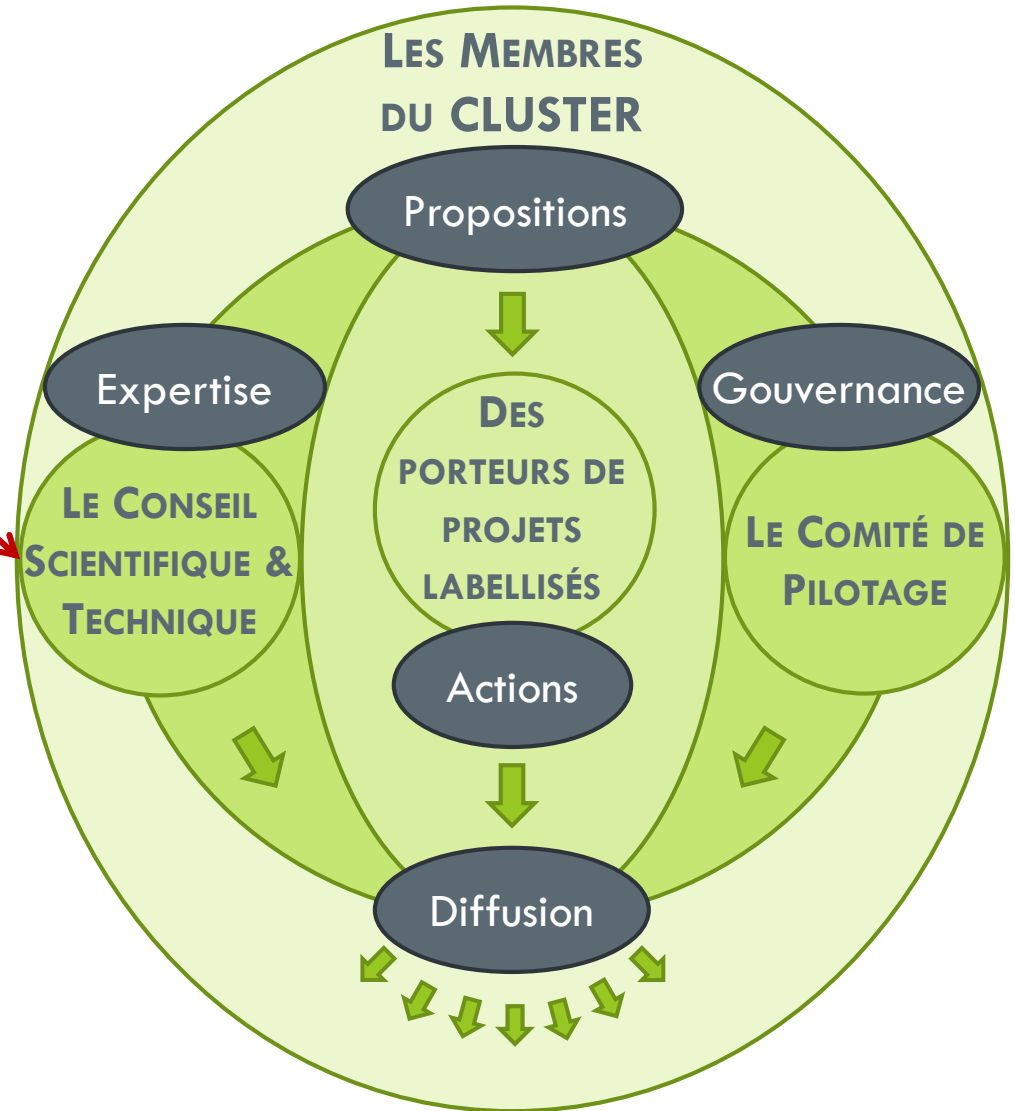 LES MEMBRES
DU CLUSTER
Propositions
Expertise
Gouvernance
DES
PORTEURS DE
PROJETS
LABELLISÉS
LE CONSEIL
SCIENTIFIQUE &
TECHNIQUE
LE COMITÉ DE
PILOTAGE
Actions
Diffusion